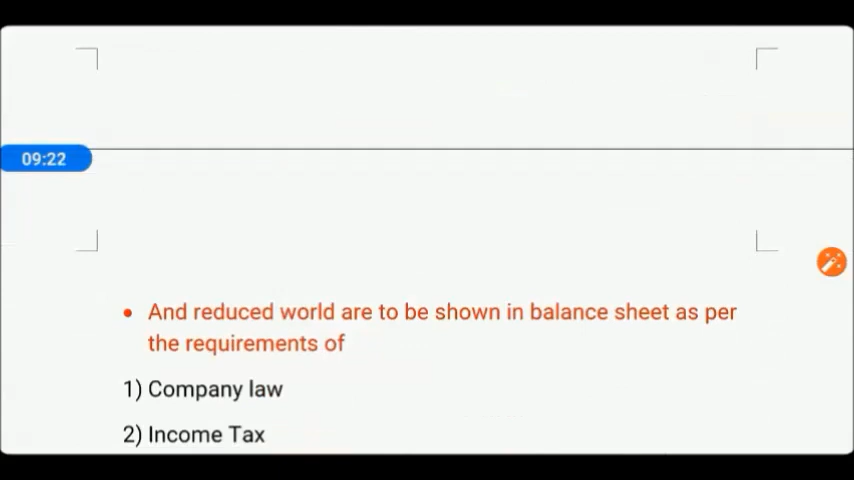 09:22
• And reduced world are to be shown in balance sheet as per
the requirements of
1) Company law
2) Income Tax